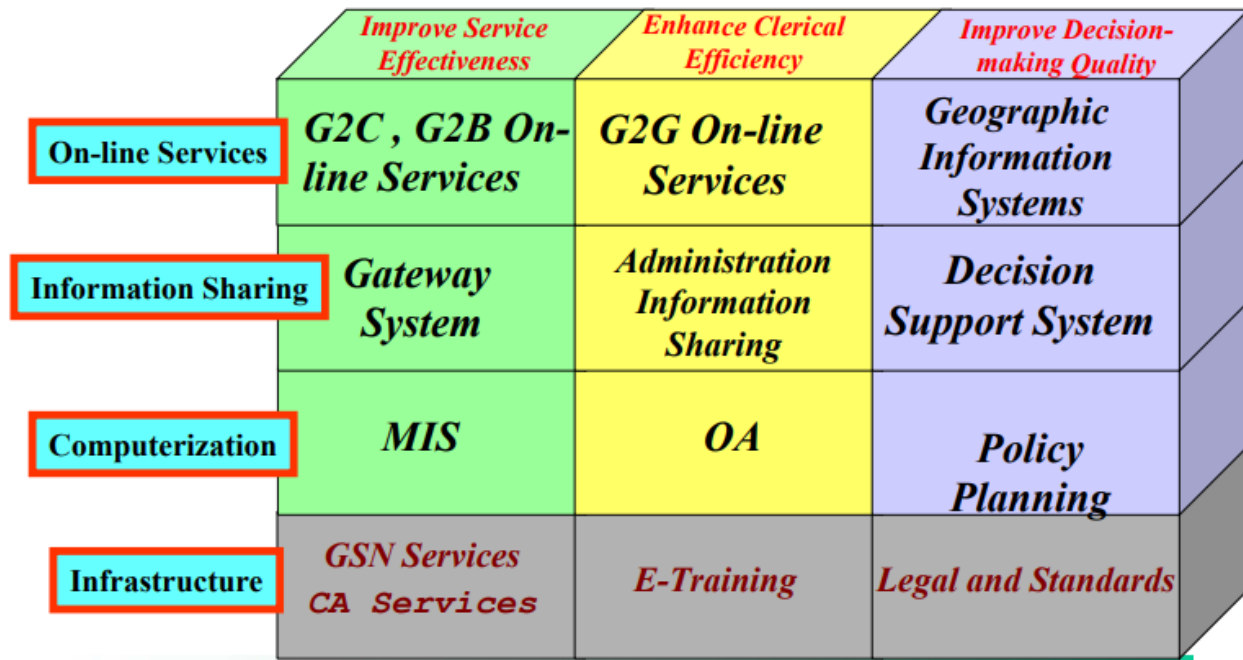 Improve Service
Effectiveness
Enhance Clerical
Efficiency
Improve Decision-
making Quality
On-line Services
G2C , G2B On-
line Services
G2G On-line
Services
Geographic
Information
Systems
Information Sharing
Gateway
System
Administration
Information
Sharing
Decision
Support System
Computerization
MIS
OA
Policy
Planning
Infrastructure
GSN Services
CA Services
E-Training
Legal and Standards